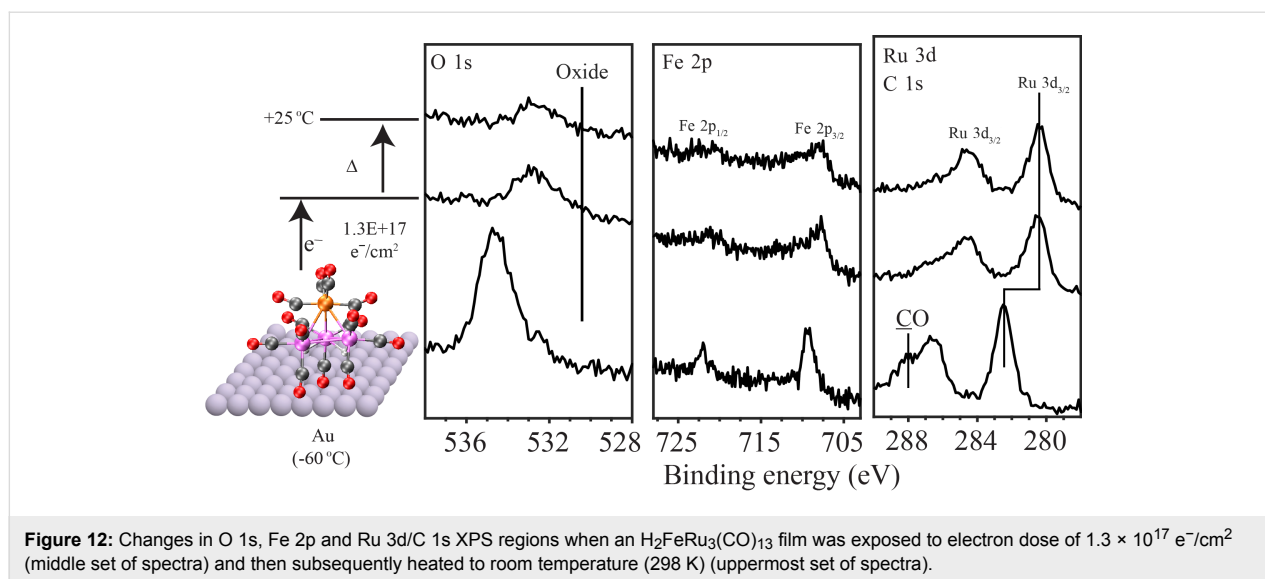 O 1s
Oxide
+25 °C
Δ
e⁻
1.3E+17
e⁻/cm²
Au
(-60 °C)
536 532 528
Fe 2p
Fe 2p₁/₂ Fe 2p₃/₂
725 715 705
Ru 3d
C 1s
Ru 3d₃/₂
Ru 3d₃/₂
CO
288 284 280
Binding energy (eV)
Figure 12: Changes in O 1s, Fe 2p and Ru 3d/C 1s XPS regions when an H₂FeRu₃(CO)₁₃ film was exposed to electron dose of 1.3 × 10¹⁷ e⁻/cm²
(middle set of spectra) and then subsequently heated to room temperature (298 K) (uppermost set of spectra).